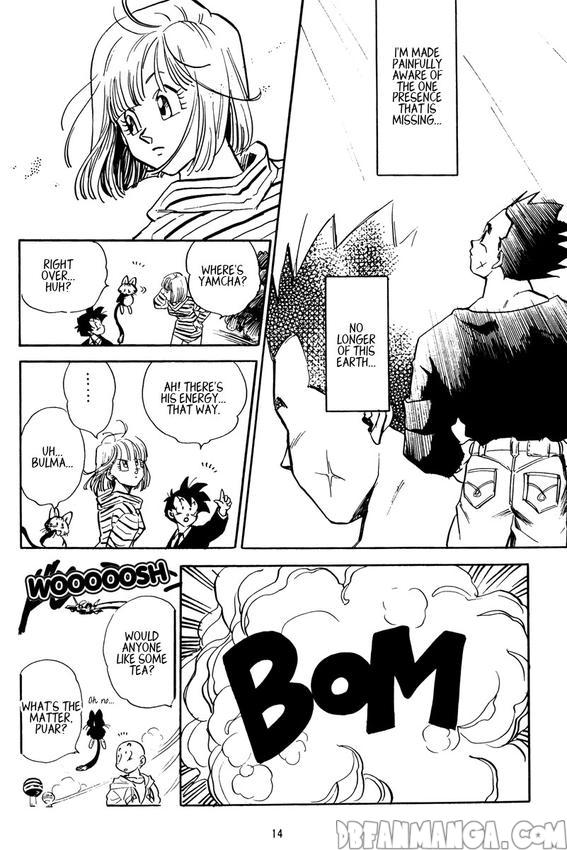 I'M MADE
PAINFULLY
AWARE OF
THE ONE
PRESENCE
THAT IS
MISSING...
NO
LONGER
OF THIS
EARTH...
WHERE'S
YAMCHA?
RIGHT
OVER...
HUH?
AH! THERE'S
HIS ENERGY...
THAT WAY.
......
UH...
BULMA...
BOM
WOOOOOSH
WOULD
ANYONE
LIKE SOME
TEA?
Oh no...
WHAT'S THE
MATTER,
PUAR?
14
DBFANMANGA.COM